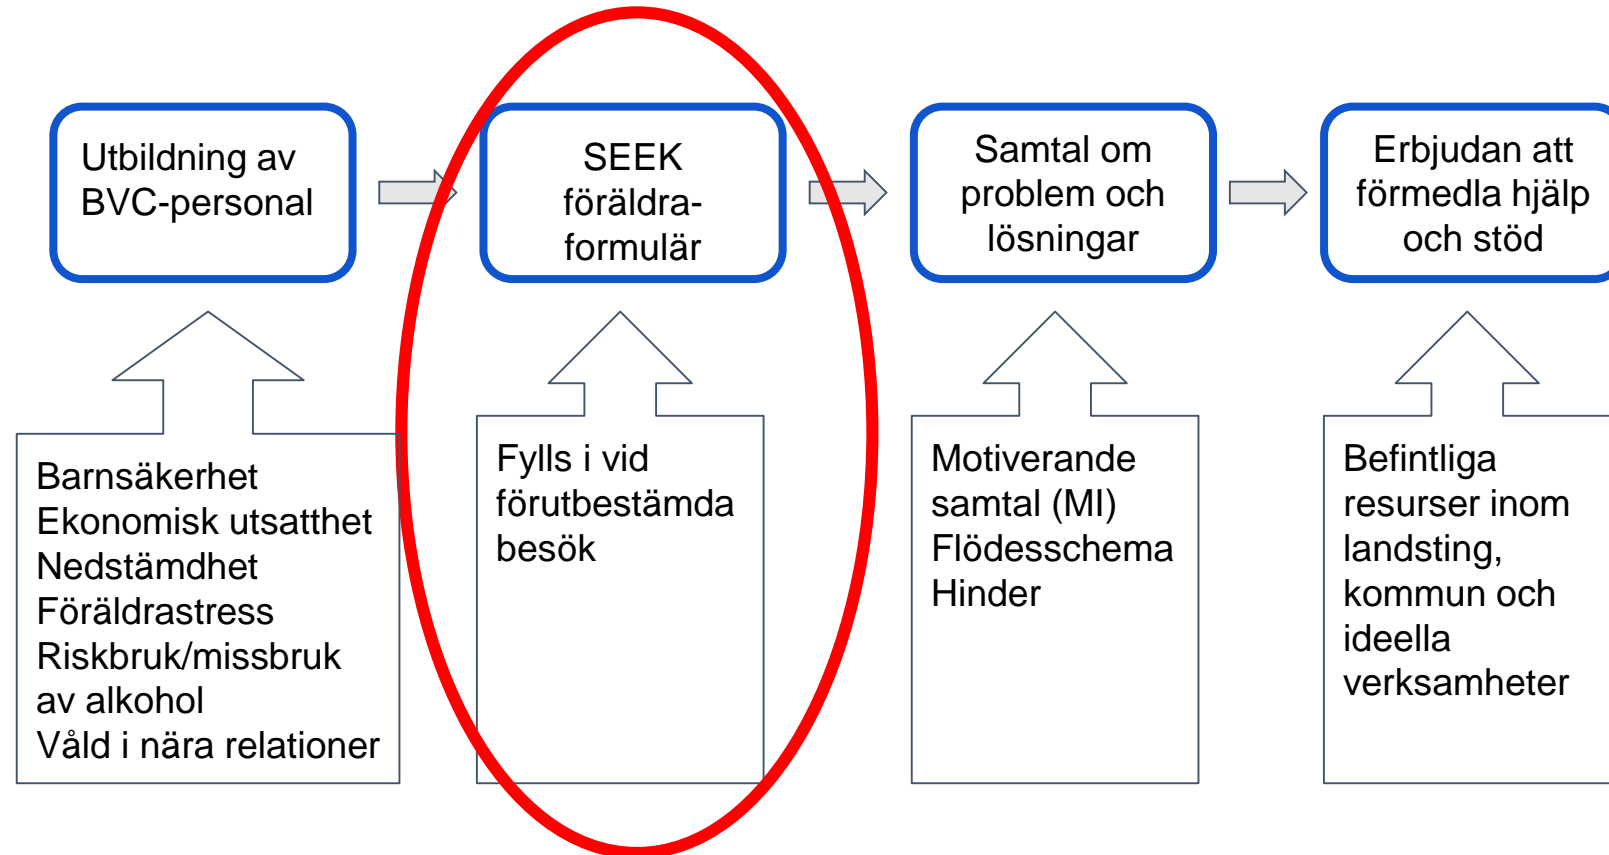 Utbildning av
BVC-personal
SEEK
föräldra-
formulär
Samtal om
problem och
lösningar
Erbjudan att
förmedla hjälp
och stöd
Barnsäkerhet
Ekonomisk utsatthet
Nedstämdhet
Föräldrastress
Riskbruk/missbruk
av alkohol
Våld i nära relationer
Fylls i vid
förutbestämda
besök
Motiverande
samtal (MI)
Flödesschema
Hinder
Befintliga
resurser inom
landsting,
kommun och
ideella
verksamheter